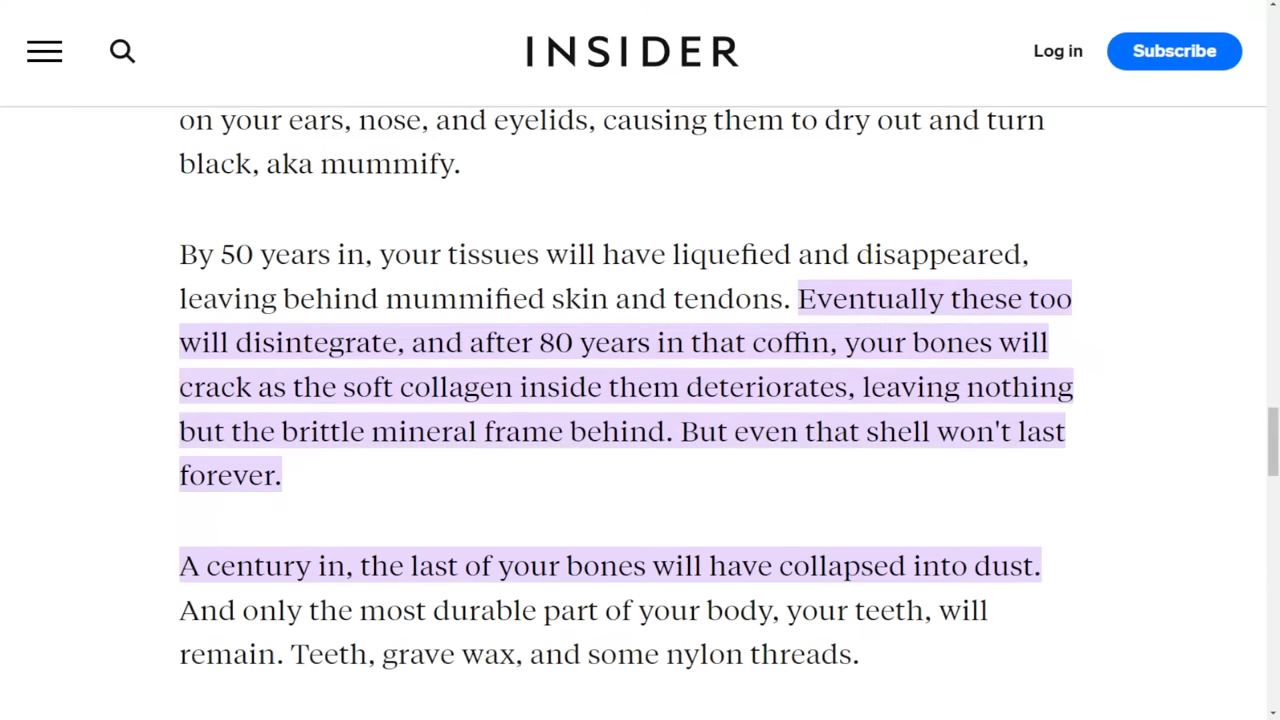 INSIDER
Log in
Subscribe
on your ears, nose, and eyelids, causing them to dry out and turn
black, aka mummify.
By 50 years in, your tissues will have liquefied and disappeared,
leaving behind mummified skin and tendons. Eventually these too
will disintegrate, and after 80 years in that coffin, your bones will
crack as the soft collagen inside them deteriorates, leaving nothing
but the brittle mineral frame behind. But even that shell won't last
forever.
A century in, the last of your bones will have collapsed into dust.
And only the most durable part of your body, your teeth, will
remain. Teeth, grave wax, and some nylon threads.